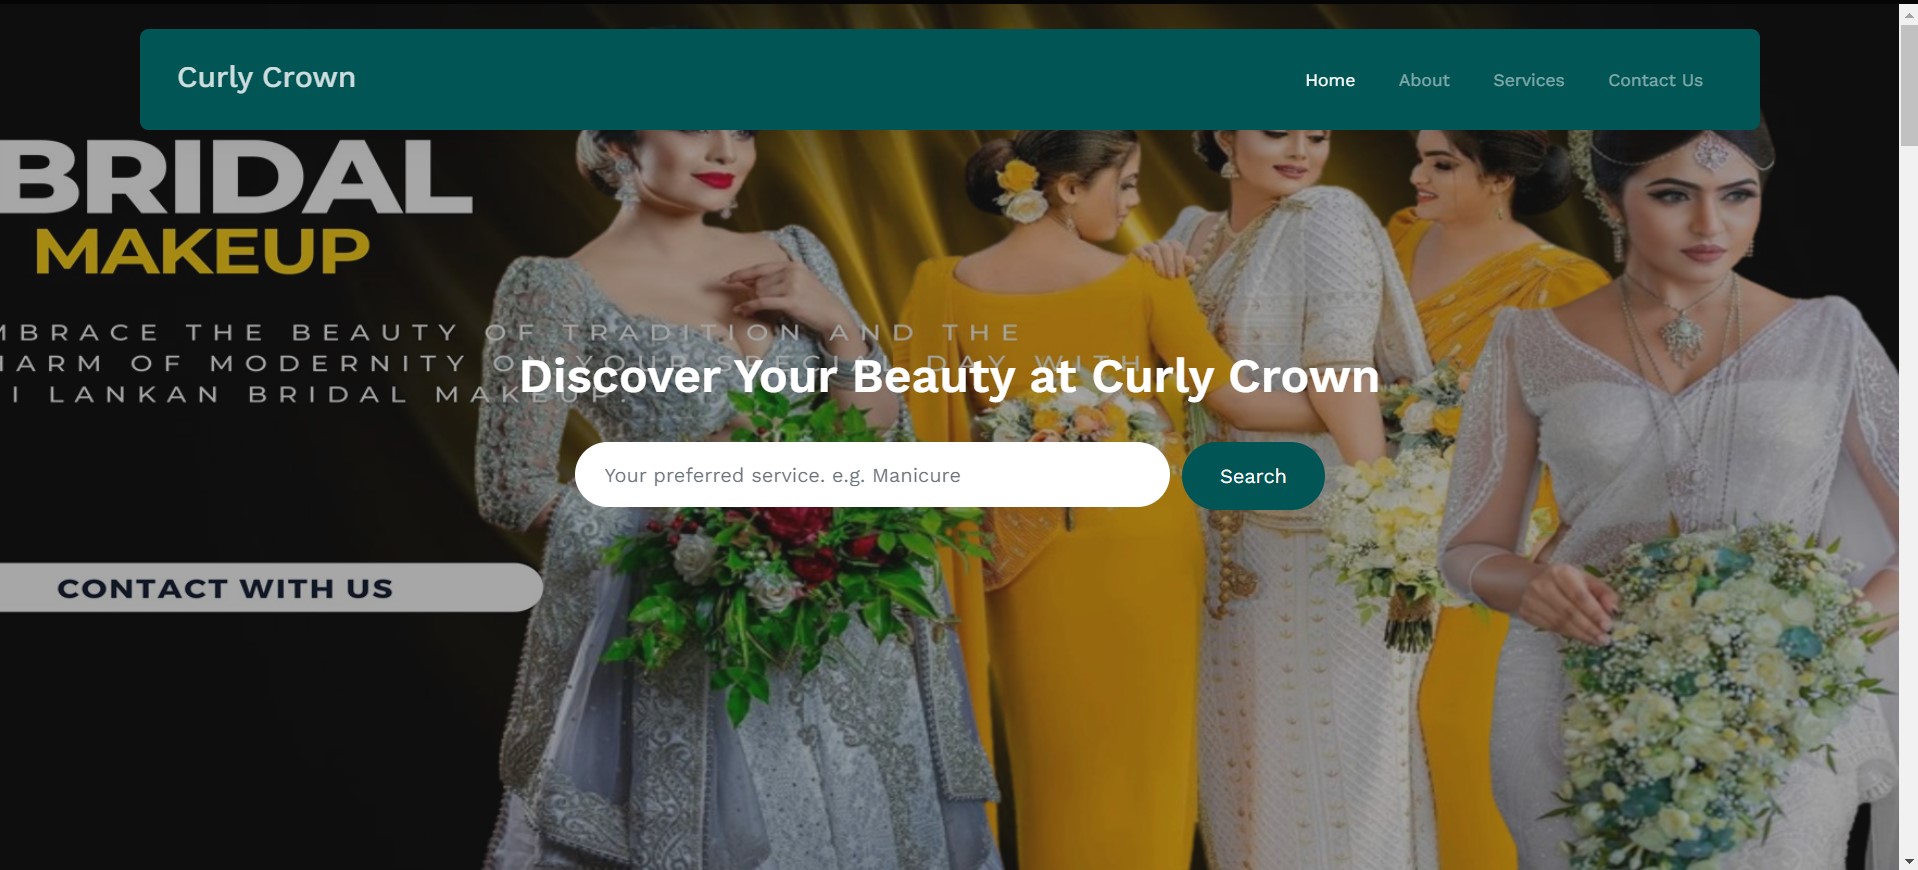 Curly Crown
Home About Services Contact Us
BRIDAL
MAKEUP
MBRACE THE BEAUTY OF TRADITION AND THE
HARM OF MODERNITY ON YOUR SPECIAL DAY WITH
I LANKAN BRIDAL MAKEUP.
Discover Your Beauty at Curly Crown
Your preferred service. e.g. Manicure
Search
CONTACT WITH US